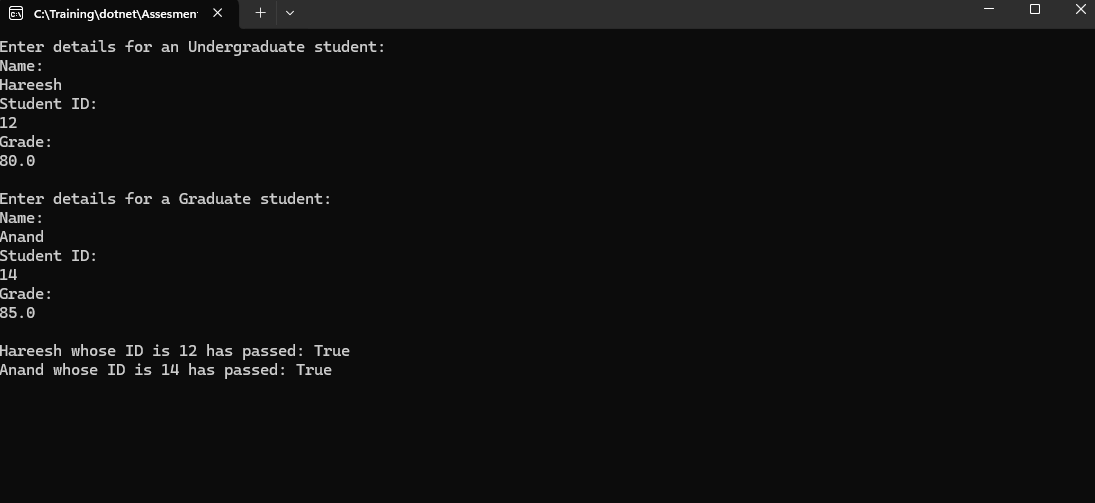 C:\Training\dotnet\Assesment
Enter details for an Undergraduate student:
Name:
Hareesh
Student ID:
12
Grade:
80.0
Enter details for a Graduate student:
Name:
Anand
Student ID:
14
Grade:
85.0
Hareesh whose ID is 12 has passed: True
Anand whose ID is 14 has passed: True